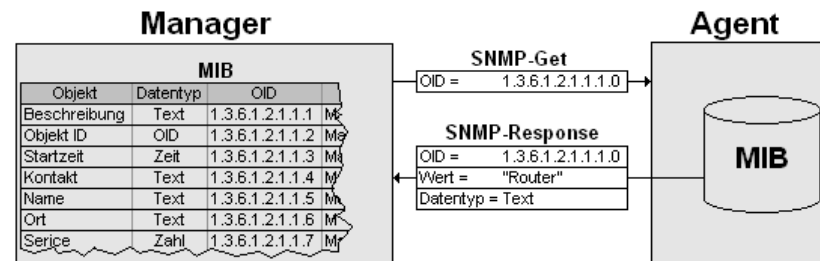 Manager
Agent
MIB
Objekt Datentyp OID
Beschreibung Text 1.3.6.1.2.1.1.1
Objekt ID OID 1.3.6.1.2.1.1.2
Startzeit Zeit 1.3.6.1.2.1.1.3
Kontakt Text 1.3.6.1.2.1.1.4
Name Text 1.3.6.1.2.1.1.5
Ort Text 1.3.6.1.2.1.1.6
Serice Zahl 1.3.6.1.2.1.1.7
SNMP-Get
OID = 1.3.6.1.2.1.1.1.0
SNMP-Response
OID = 1.3.6.1.2.1.1.1.0
Wert = "Router"
Datentyp = Text
MIB